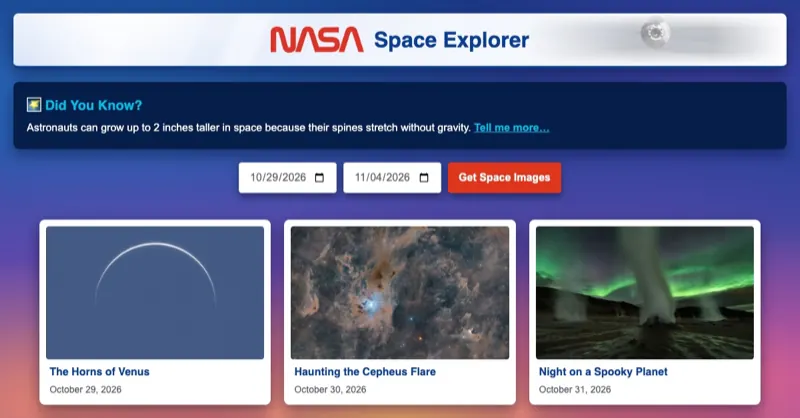 NASA Space Explorer
Did You Know?
Astronauts can grow up to 2 inches taller in space because their spines stretch without gravity. Tell me more…
10/29/2026
11/04/2026
Get Space Images
The Horns of Venus
October 29, 2026
Haunting the Cepheus Flare
October 30, 2026
Night on a Spooky Planet
October 31, 2026